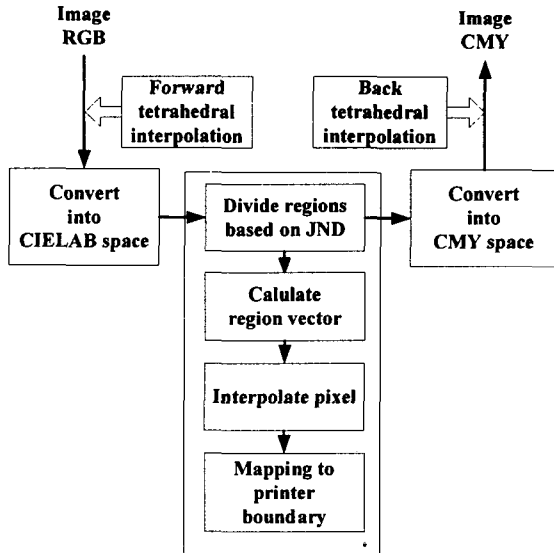 Image
RGB
Image
CMY
Forward
tetrahedral
interpolation
Back
tetrahedral
interpolation
Convert
into
CIELAB space
Divide regions
based on JND
Convert
into
CMY space
Calulate
region vector
Interpolate pixel
Mapping to
printer
boundary